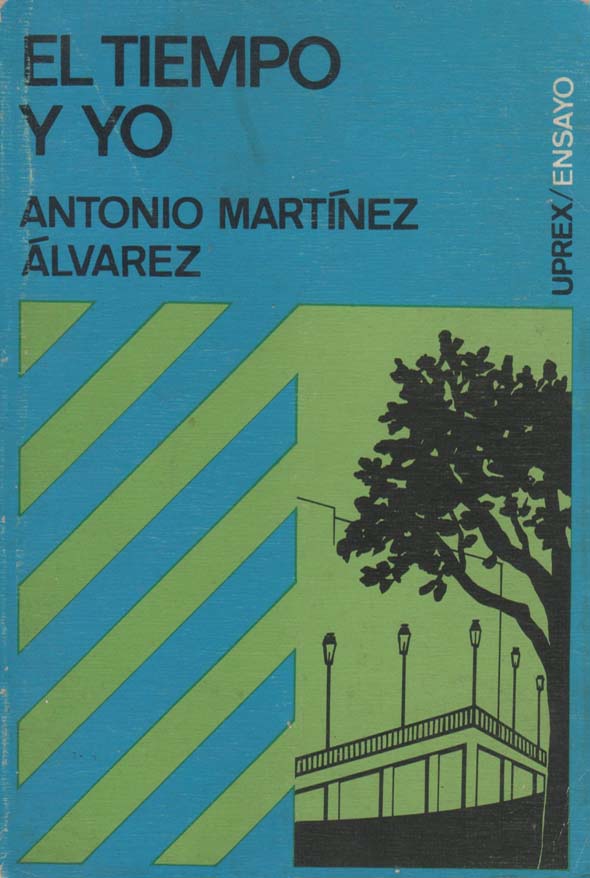 EL TIEMPO
Y YO
ANTONIO MARTÍNEZ
ÁLVAREZ
UPREX/ENSAYO